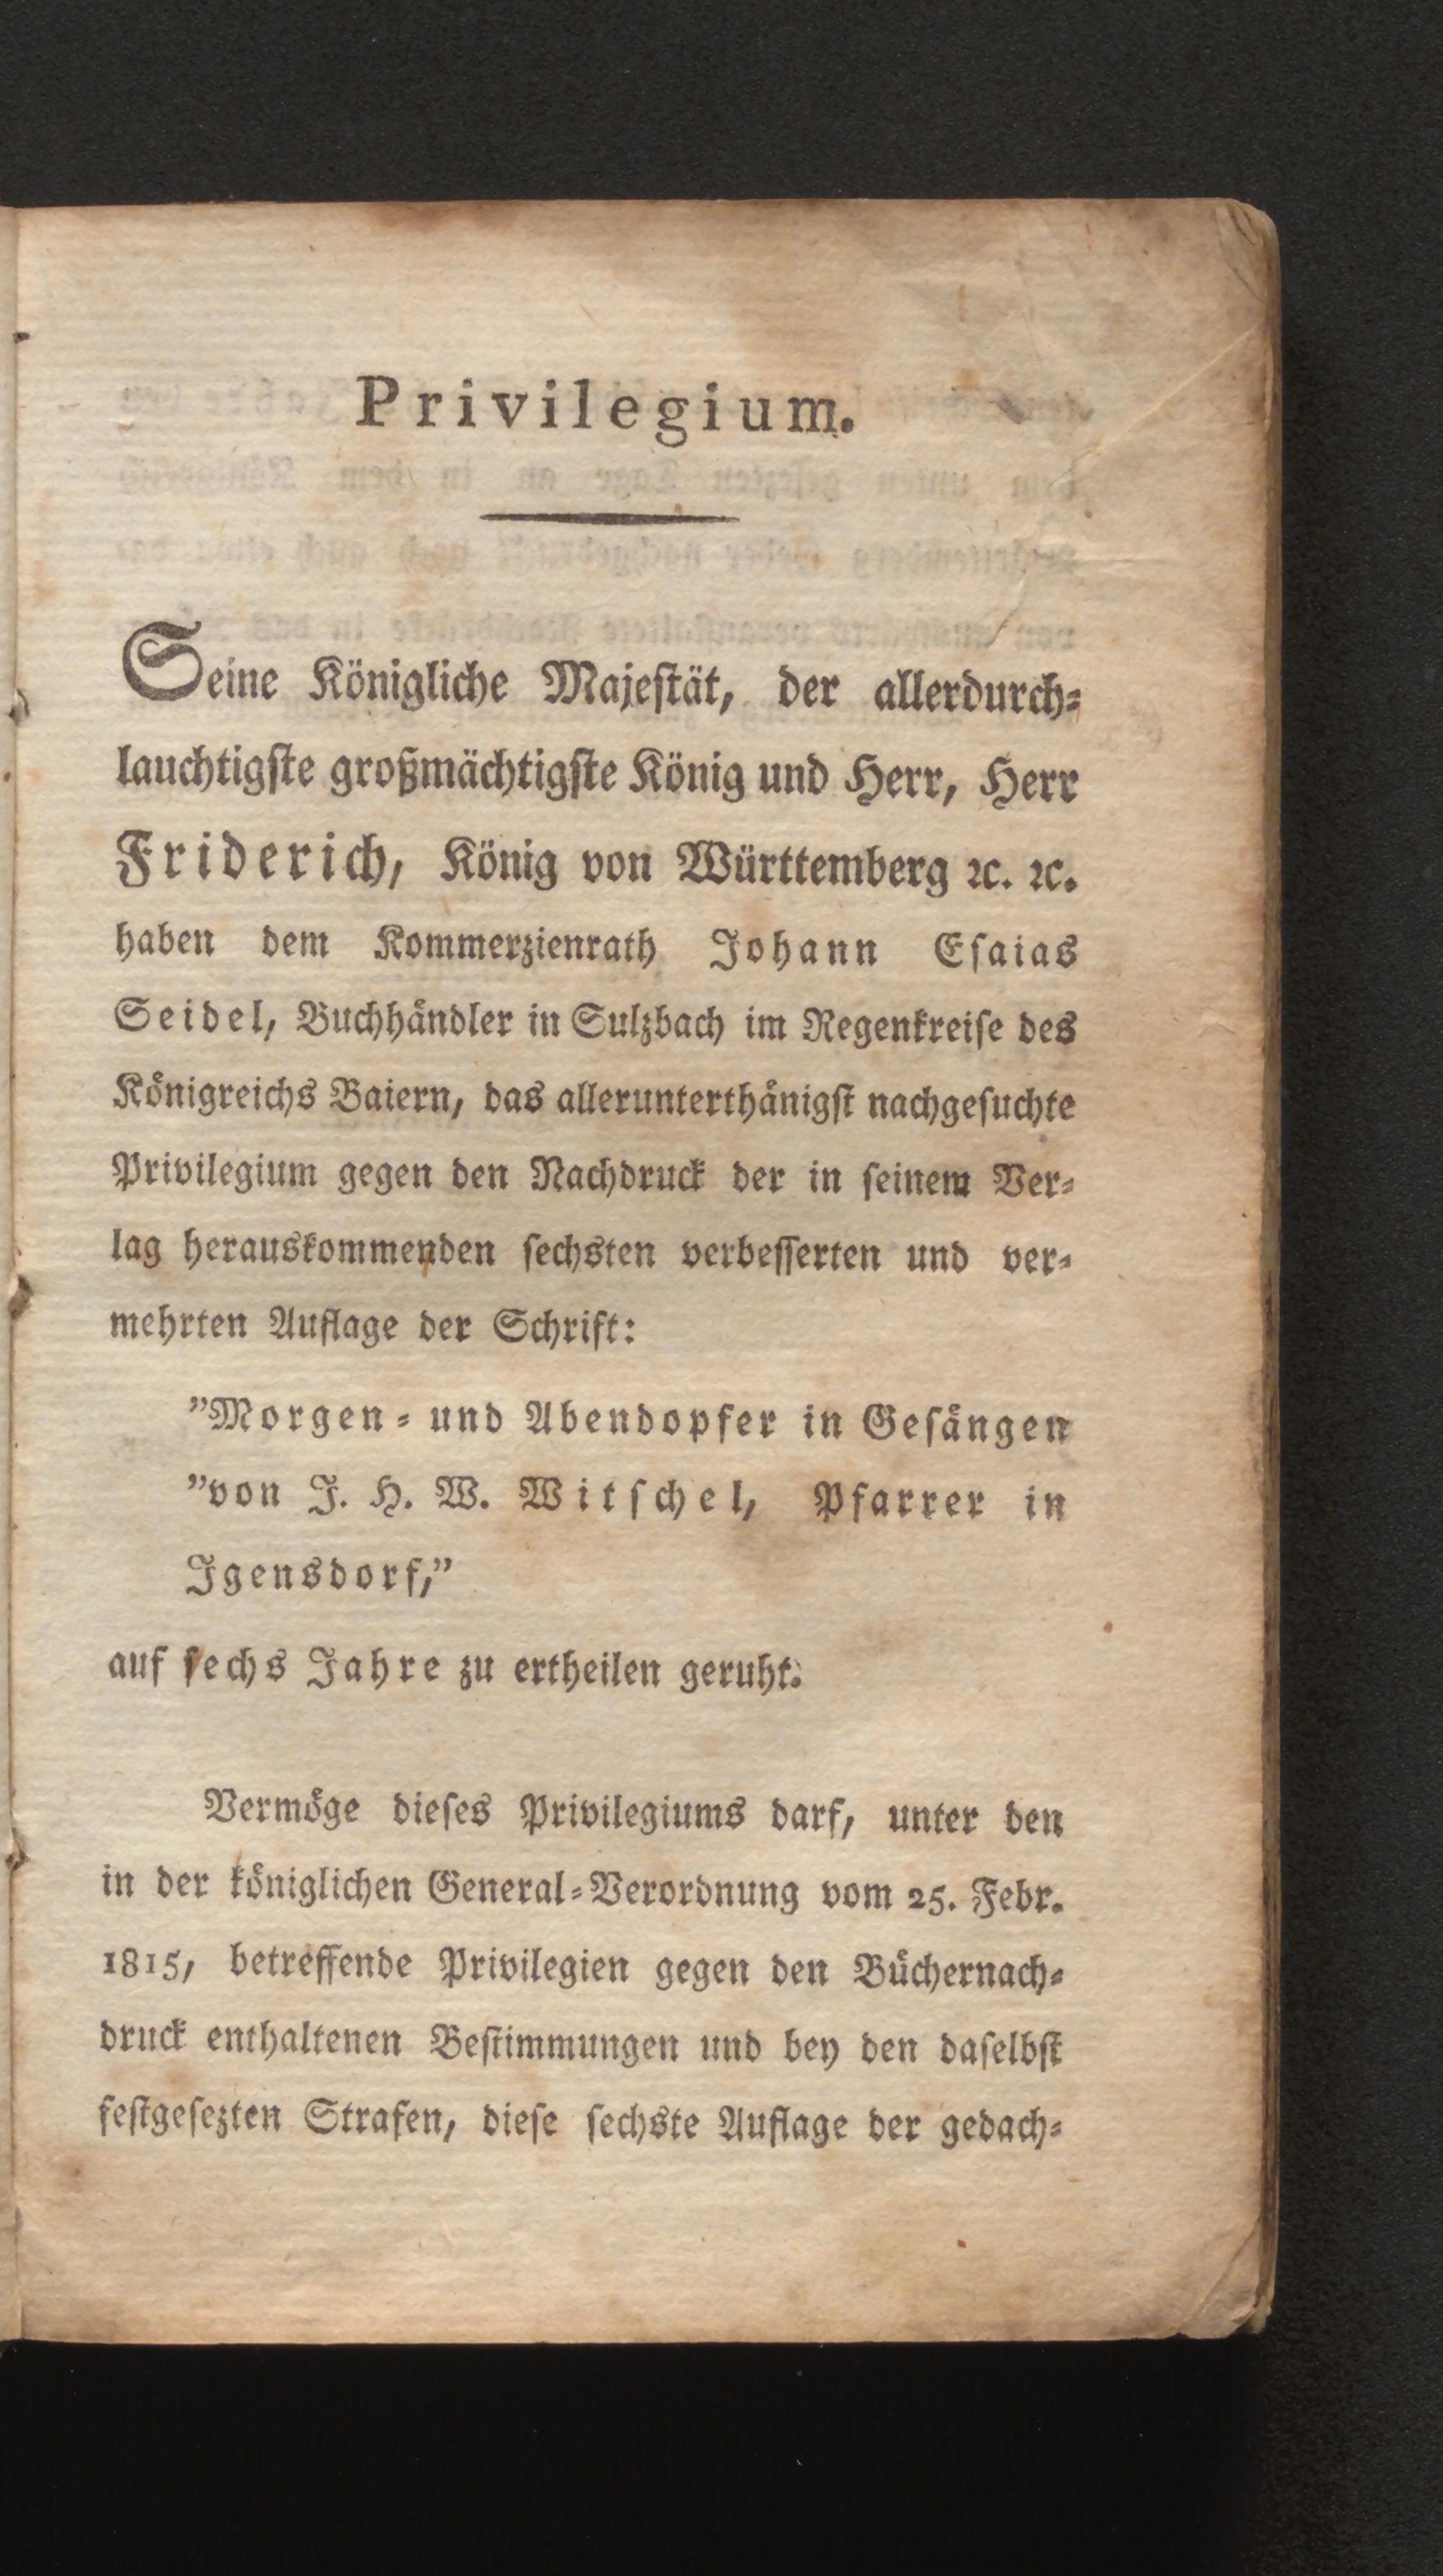 Privilegium.
Seine Königliche Majestät, der allerdurch-
lauchtigste großmächtigste König und Herr, Herr
Friderich, König von Württemberg ꝛc. ꝛc.
haben dem Kommerzienrath Johann Esaias
Seidel, Buchhändler in Sulzbach im Regenkreise des
Königreichs Baiern, das allerunterthänigst nachgesuchte
Privilegium gegen den Nachdruck der in seinem Ver-
lag herauskommenden sechsten verbesserten und ver-
mehrten Auflage der Schrift:
"Morgen- und Abendopfer in Gesängen
"von J. H. W. Witschel, Pfarrer in
Igensdorf,"
auf sechs Jahre zu ertheilen geruht.
Vermöge dieses Privilegiums darf, unter den
in der königlichen General-Verordnung vom 25. Febr.
1815, betreffende Privilegien gegen den Büchernach-
druck enthaltenen Bestimmungen und bey den daselbst
festgesezten Strafen, diese sechste Auflage der gedach-